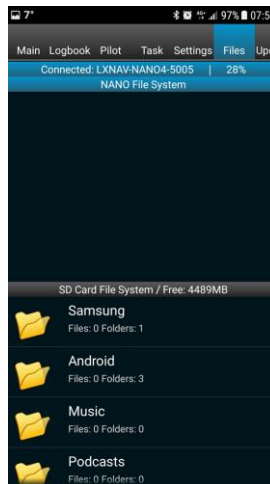 7° 97% 07:5
Main Logbook Pilot Task Settings Files Up
Connected: LXNAV-NANO4-5005 | 28%
NANO File System
SD Card File System / Free: 4489MB
Samsung
Files: 0 Folders: 1
Android
Files: 0 Folders: 3
Music
Files: 0 Folders: 0
Podcasts
Files: 0 Folders: 0